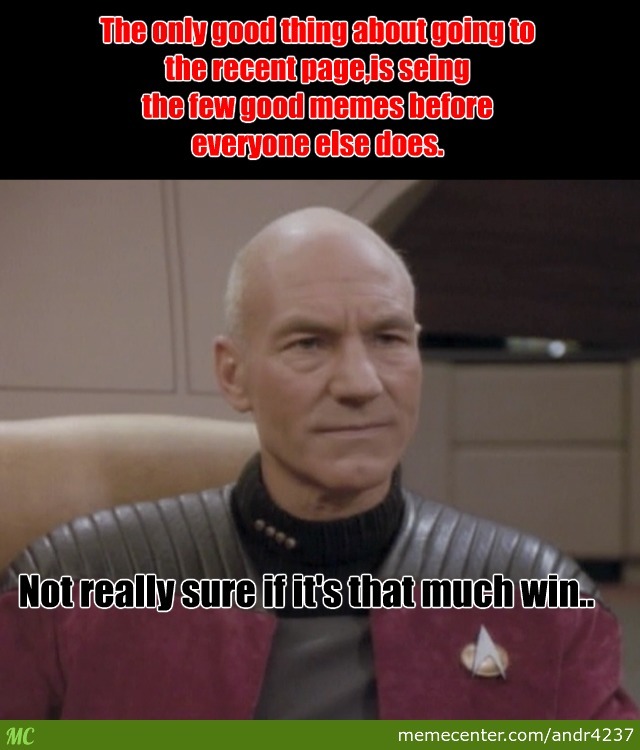 The only good thing about going to
the recent page,is seing
the few good memes before
everyone else does.
Not really sure if it's that much win..
MC
memecenter.com/andr4237